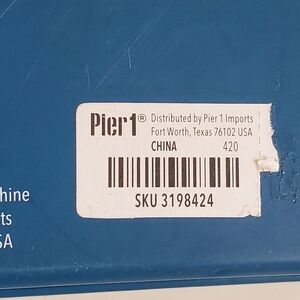 Pier1® Distributed by Pier 1 Imports
Fort Worth, Texas 76102 USA
CHINA 420
SKU 3198424
hine
ts
SA